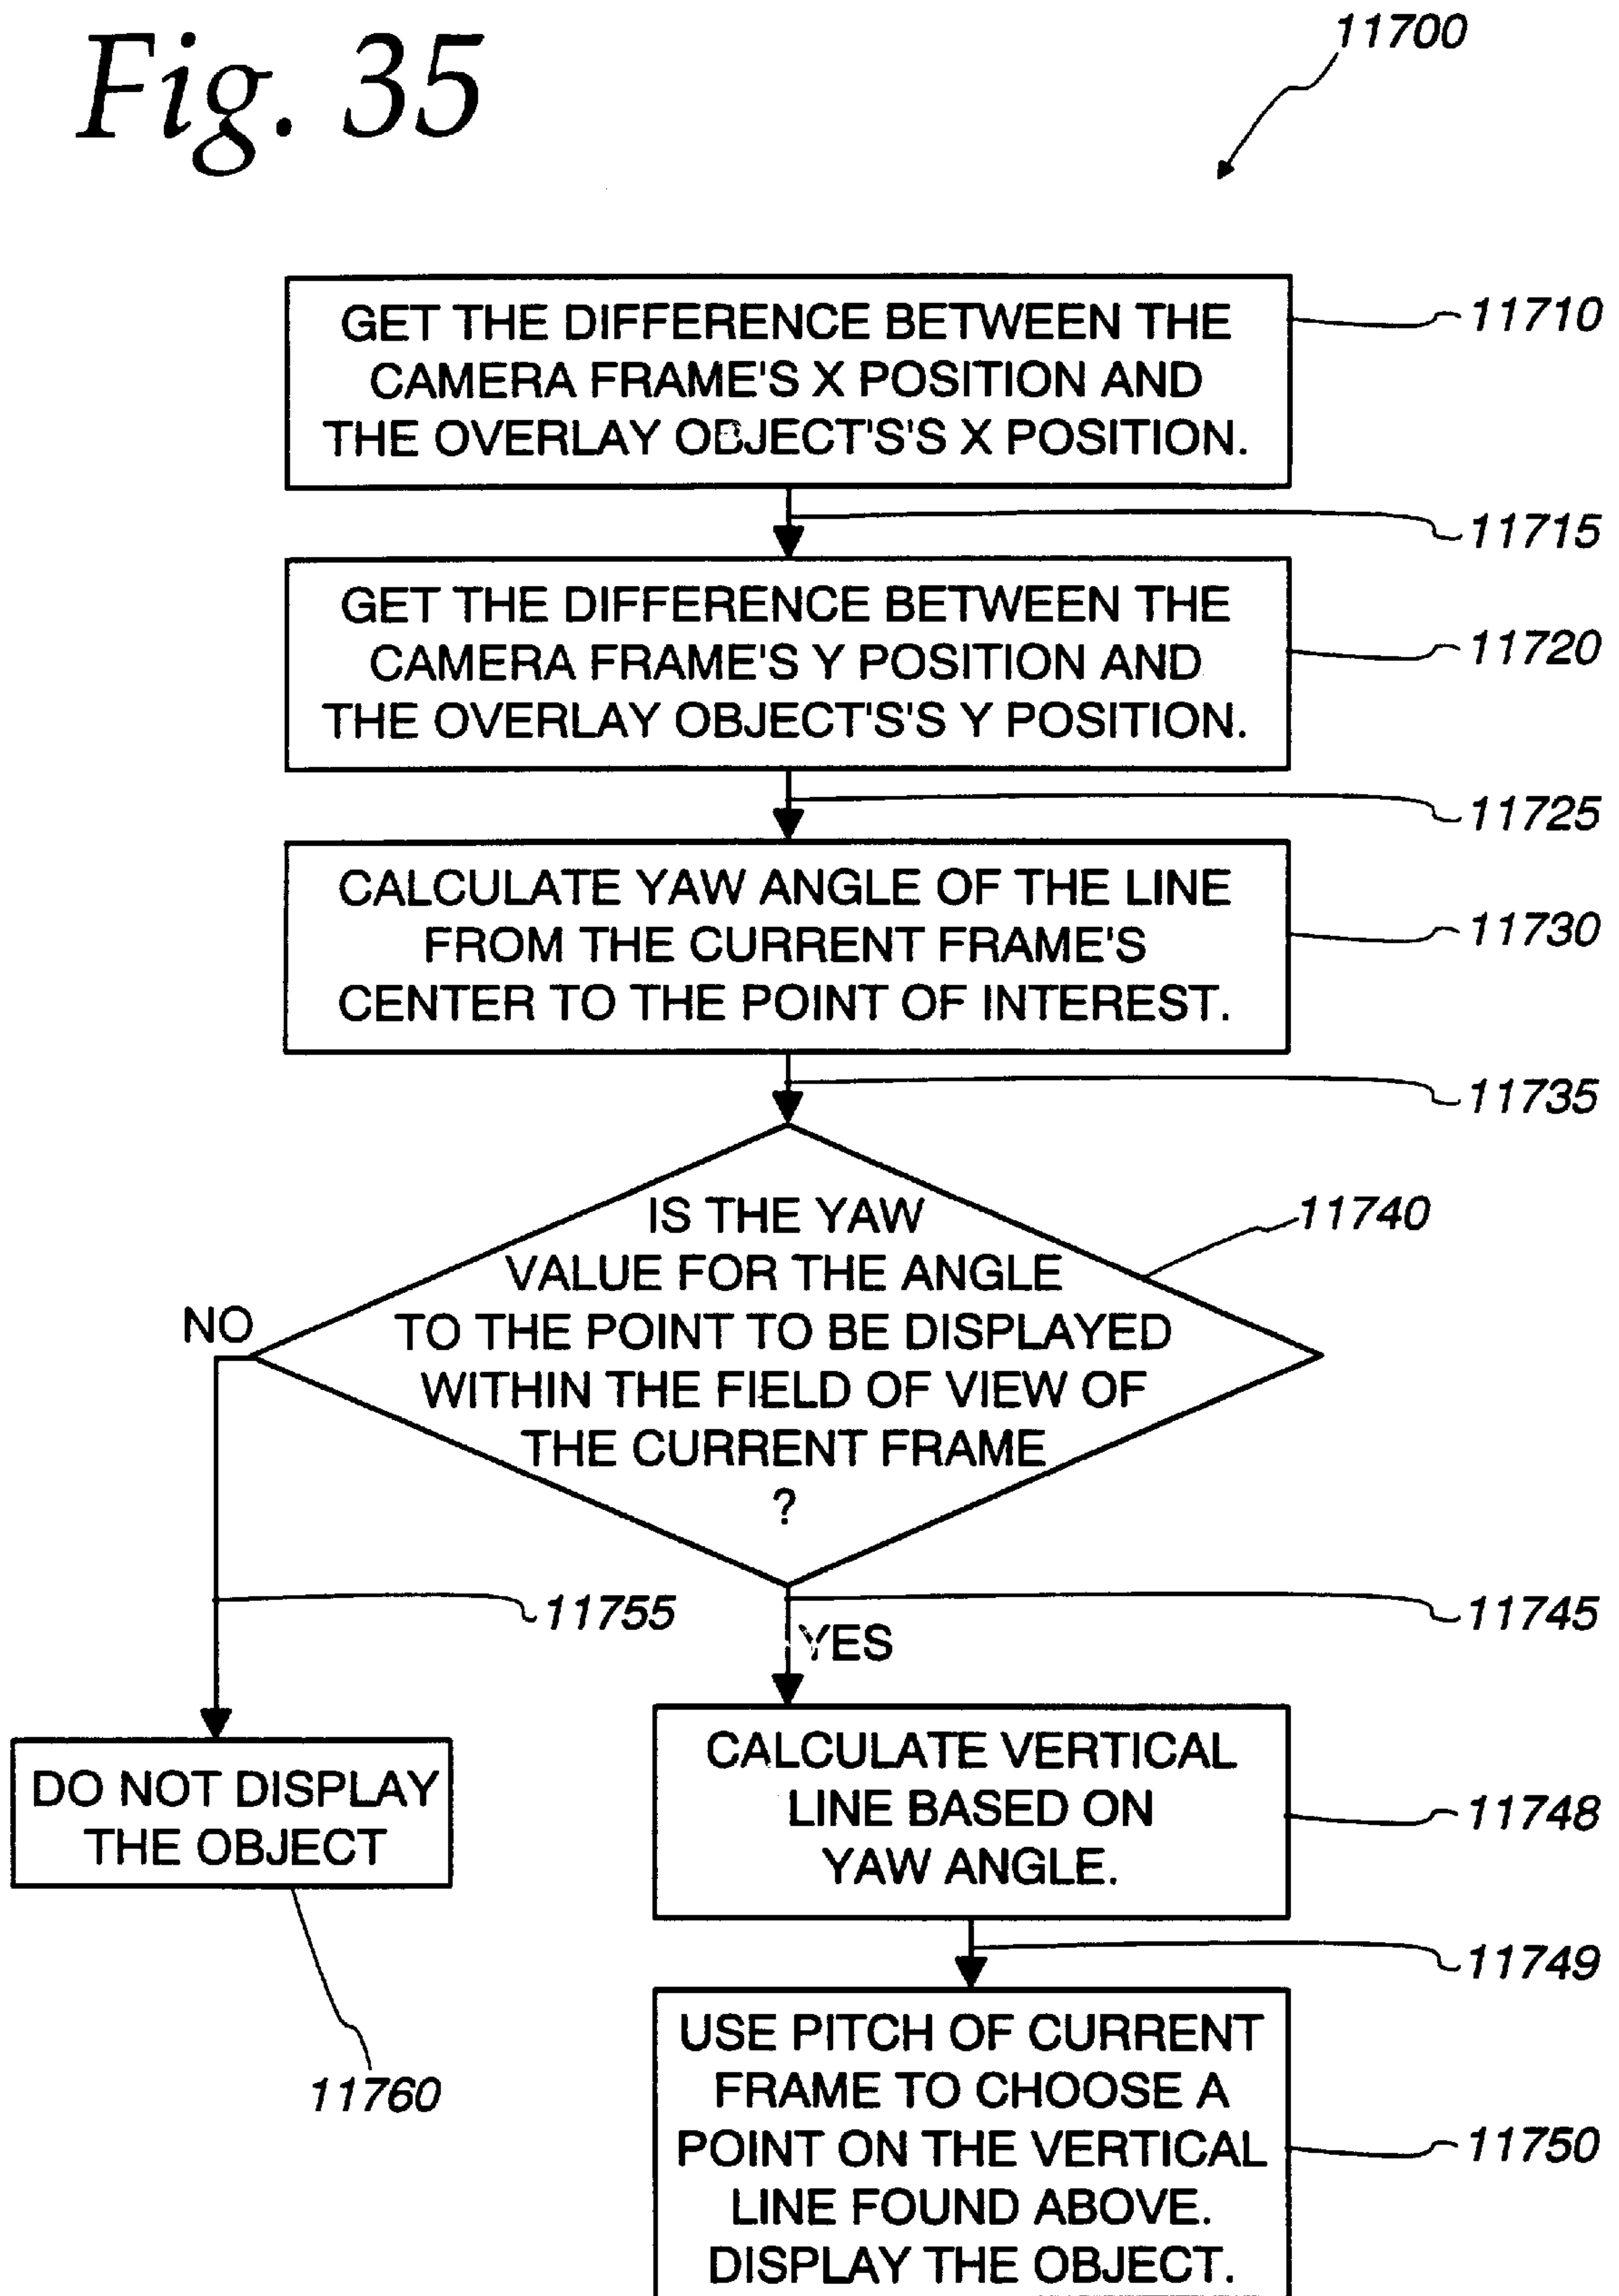 Fig. 35
11700
GET THE DIFFERENCE BETWEEN THE
CAMERA FRAME'S X POSITION AND
THE OVERLAY OBJECT'S'S X POSITION.
11710
11715
GET THE DIFFERENCE BETWEEN THE
CAMERA FRAME'S Y POSITION AND
THE OVERLAY OBJECT'S'S Y POSITION.
11720
11725
CALCULATE YAW ANGLE OF THE LINE
FROM THE CURRENT FRAME'S
CENTER TO THE POINT OF INTEREST.
11730
11735
IS THE YAW
VALUE FOR THE ANGLE
TO THE POINT TO BE DISPLAYED
WITHIN THE FIELD OF VIEW OF
THE CURRENT FRAME
?
11740
NO
11755
11745
YES
DO NOT DISPLAY
THE OBJECT
11760
CALCULATE VERTICAL
LINE BASED ON
YAW ANGLE.
11748
11749
USE PITCH OF CURRENT
FRAME TO CHOOSE A
POINT ON THE VERTICAL
LINE FOUND ABOVE.
DISPLAY THE OBJECT.
11750